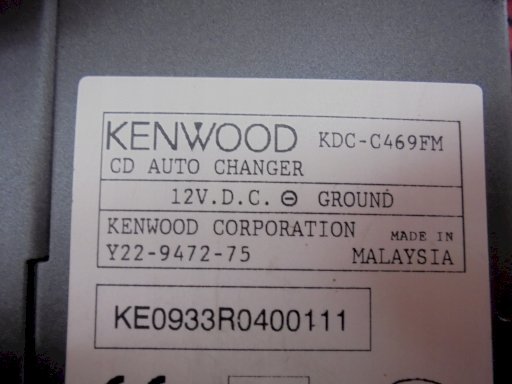 KENWOOD KDC-C469FM
CD AUTO CHANGER
12V.D.C. ⊖ GROUND
KENWOOD CORPORATION MADE IN
Y22-9472-75 MALAYSIA
KE0933R0400111